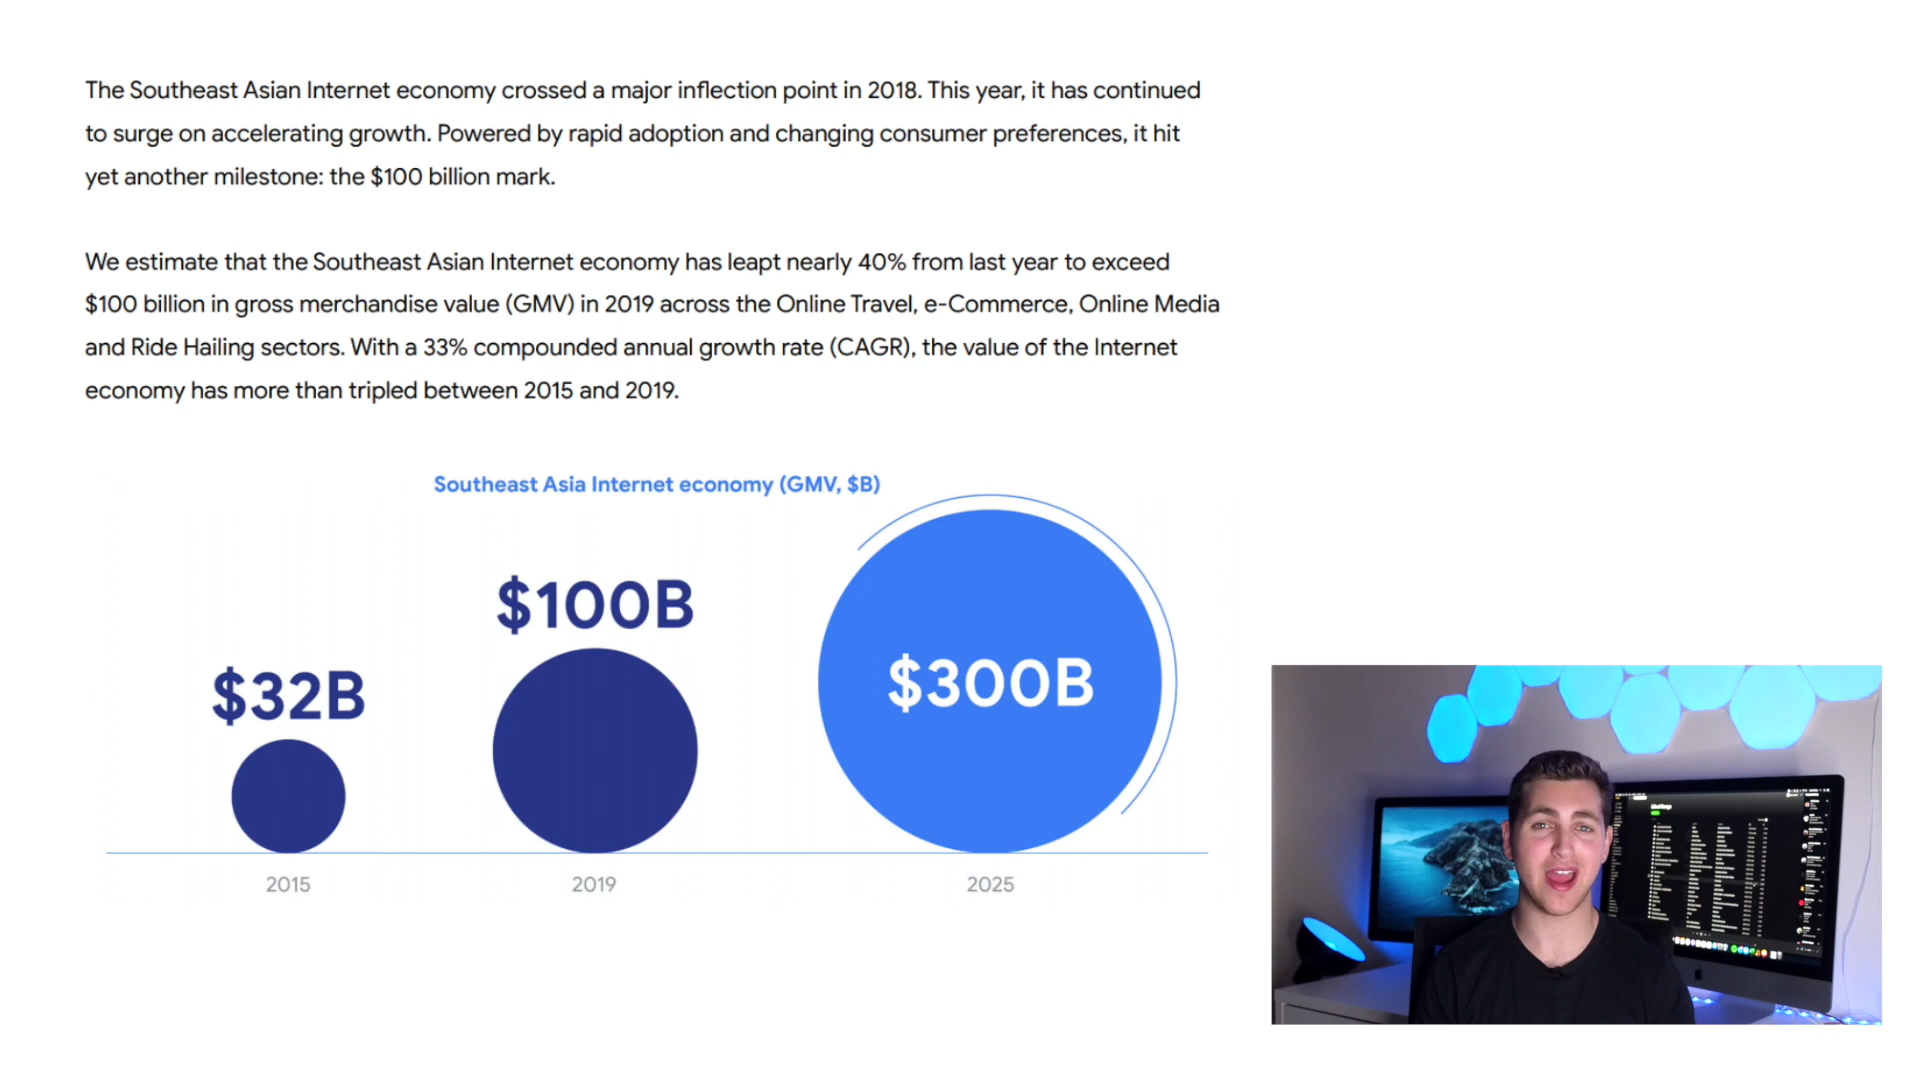 The Southeast Asian Internet economy crossed a major inflection point in 2018. This year, it has continued
to surge on accelerating growth. Powered by rapid adoption and changing consumer preferences, it hit
yet another milestone: the $100 billion mark.
We estimate that the Southeast Asian Internet economy has leapt nearly 40% from last year to exceed
$100 billion in gross merchandise value (GMV) in 2019 across the Online Travel, e-Commerce, Online Media
and Ride Hailing sectors. With a 33% compounded annual growth rate (CAGR), the value of the Internet
economy has more than tripled between 2015 and 2019.
Southeast Asia Internet economy (GMV, $B)
$32B
$100B
$300B
2015
2019
2025